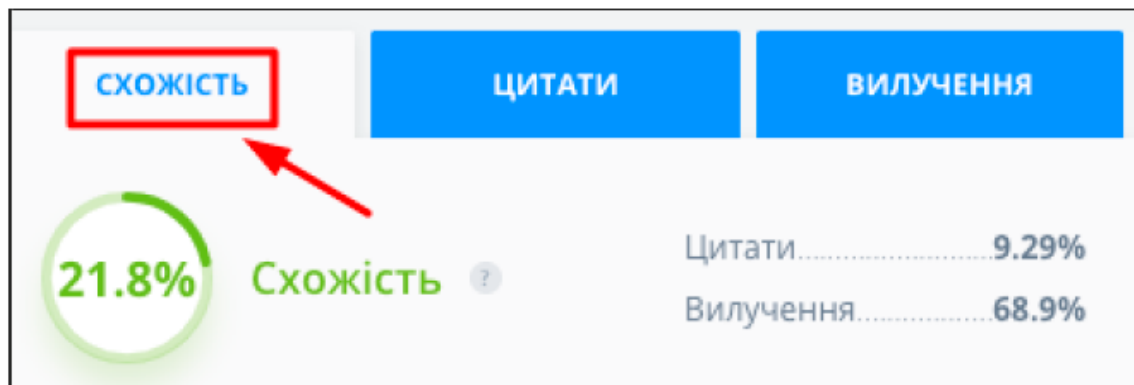 СХОЖІСТЬ ЦИТАТИ ВИЛУЧЕННЯ
21.8% Схожість ?
Цитати......................9.29%
Вилучення.................68.9%